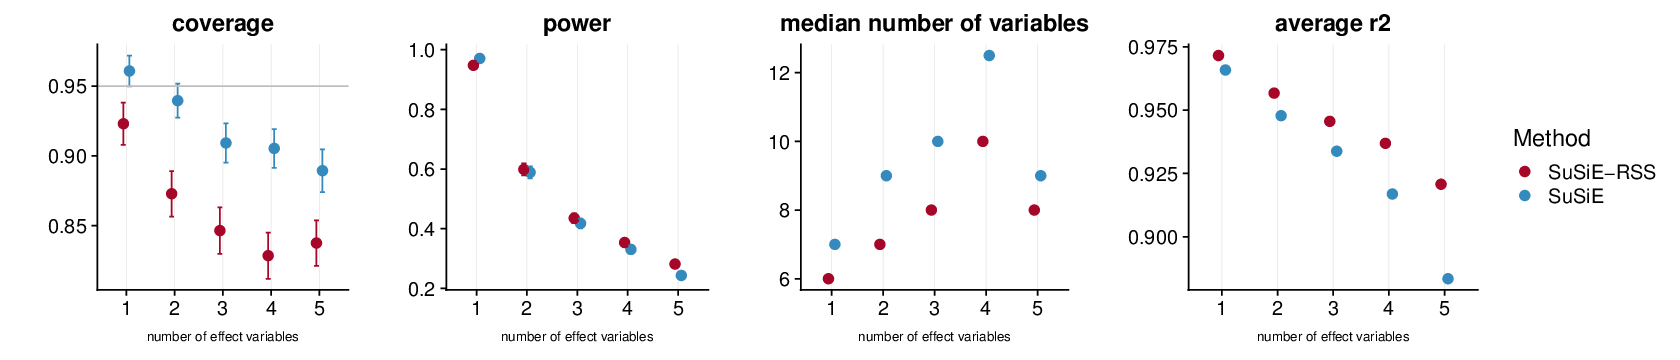 coverage
0.95
0.90
0.85
1 2 3 4 5
number of effect variables
power
1.0
0.8
0.6
0.4
0.2
1 2 3 4 5
number of effect variables
median number of variables
12
10
8
6
1 2 3 4 5
number of effect variables
average r2
0.975
0.950
0.925
0.900
1 2 3 4 5
number of effect variables
Method
SuSiE−RSS
SuSiE